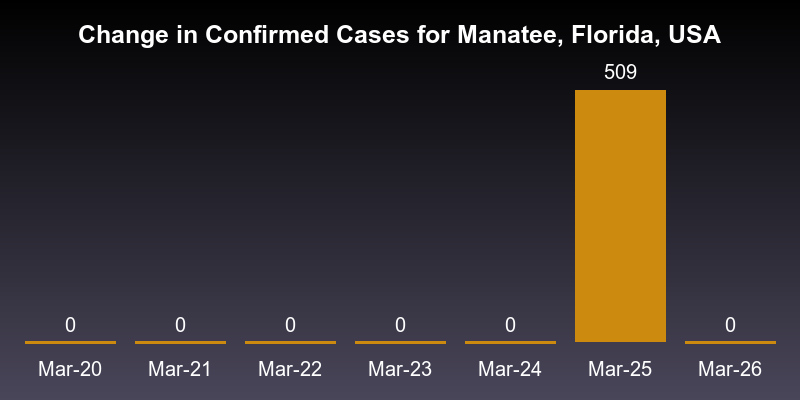 Change in Confirmed Cases for Manatee, Florida, USA
509
0 0 0 0 0 0
Mar-20 Mar-21 Mar-22 Mar-23 Mar-24 Mar-25 Mar-26